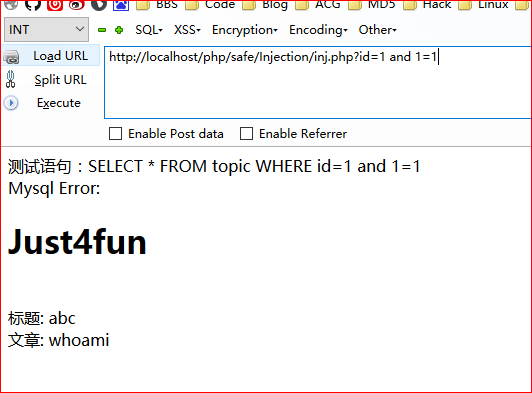 BBS Code Blog ACG MD5 Hack Linux
INT SQL▾ XSS▾ Encryption▾ Encoding▾ Other▾
Load URL http://localhost/php/safe/Injection/inj.php?id=1 and 1=1
Split URL
Execute
Enable Post data Enable Referrer
测试语句：SELECT * FROM topic WHERE id=1 and 1=1
Mysql Error:
Just4fun
标题: abc
文章: whoami